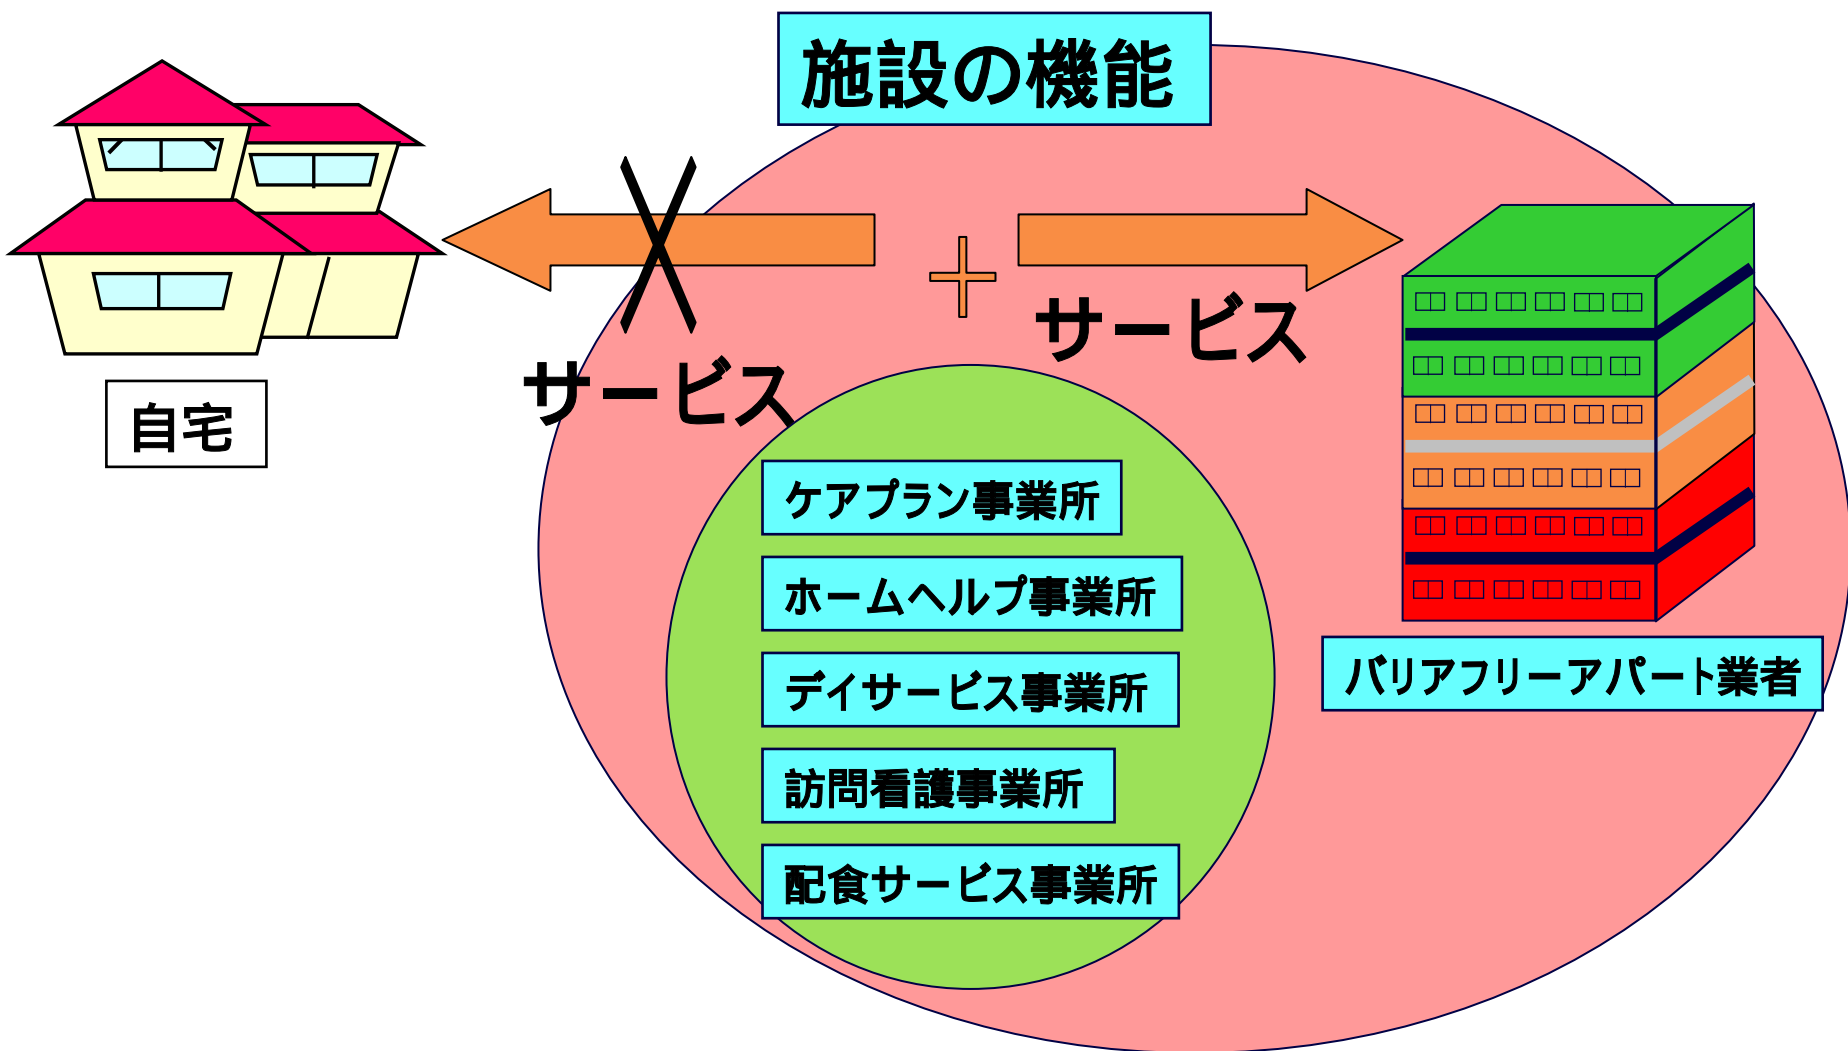 施設の機能
サービス
サービス
自宅
ケアプラン事業所
ホームヘルプ事業所
デイサービス事業所
訪問看護事業所
配食サービス事業所
バリアフリーアパート業者